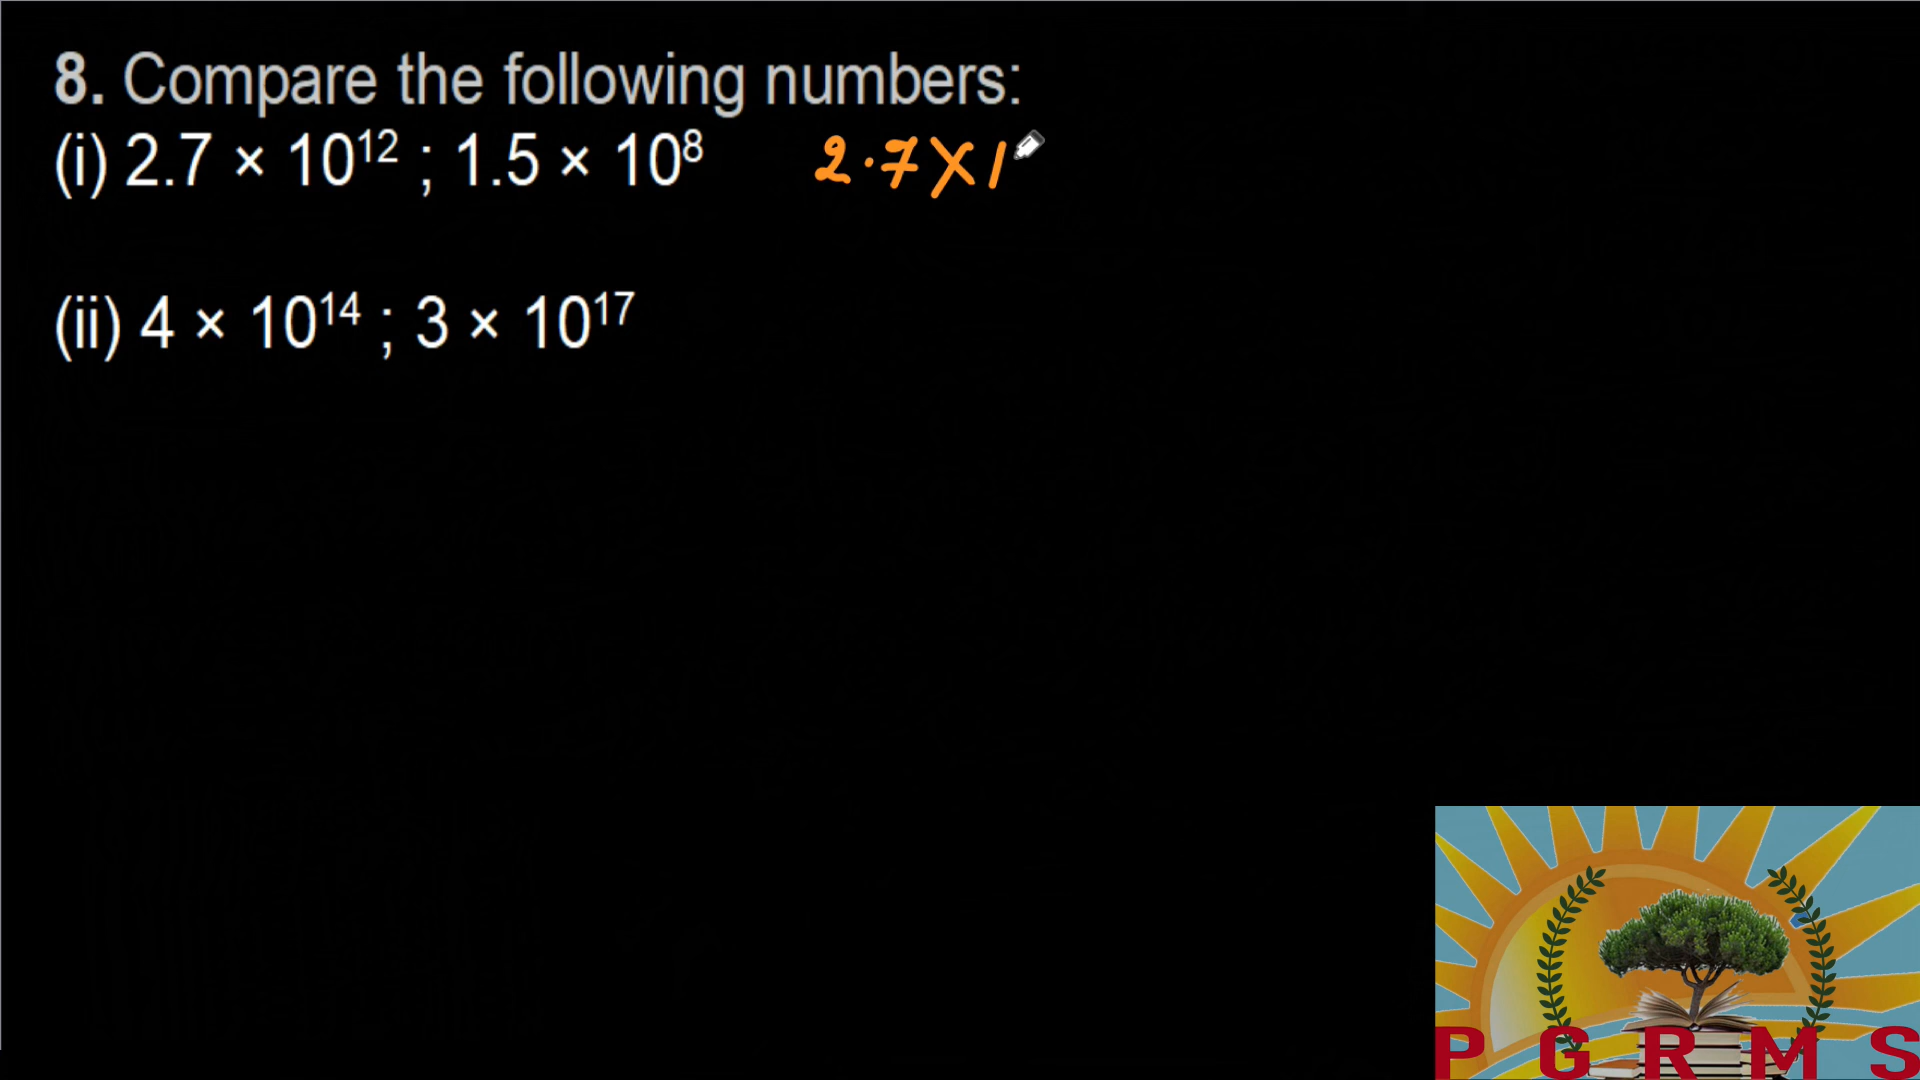 8. Compare the following numbers:
(i) 2.7 × 10¹² ; 1.5 × 10⁸ 2.7 × 1
(ii) 4 × 10¹⁴ ; 3 × 10¹⁷
P G R M S